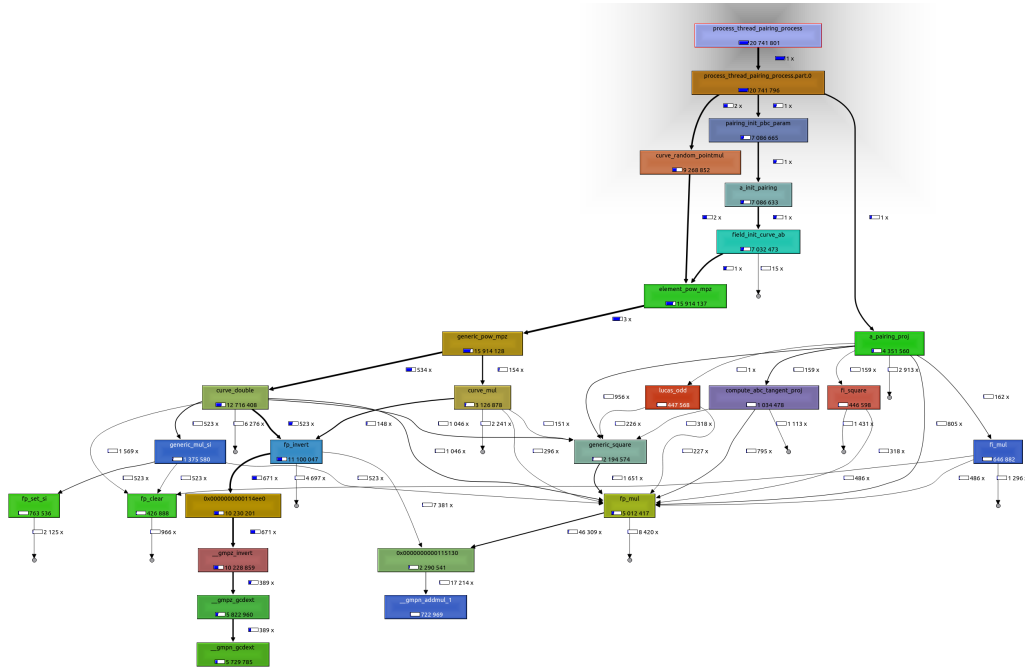 process_thread_pairing_process
20 741 801
1 x
process_thread_pairing_process.part.0
20 741 796
2 x
1 x
pairing_init_pbc_param
7 088 665
curve_random_pointmul
9 268 852
1 x
a_init_pairing
7 086 633
2 x
1 x
1 x
field_init_curve_ab
7 032 473
1 x
15 x
element_pow_mpz
15 914 137
3 x
generic_pow_mpz
15 914 128
a_pairing_proj
4 351 560
534 x
154 x
1 x
159 x
159 x
2 913 x
curve_double
12 716 408
curve_mul
3 126 878
956 x
lucas_odd
447 568
compute_abc_tangent_proj
1 034 478
fi_square
446 598
162 x
523 x
6 276 x
523 x
148 x
1 046 x
2 241 x
151 x
226 x
318 x
1 113 x
1 431 x
805 x
1 569 x
generic_mul_si
1 375 580
fp_invert
11 100 047
1 046 x
296 x
generic_square
2 194 574
227 x
795 x
318 x
fi_mul
646 882
523 x
523 x
671 x
4 697 x
523 x
1 651 x
486 x
486 x
1 296
fp_set_si
763 536
fp_clear
426 888
0x0000000000114ee0
10 230 201
7 381 x
fp_mul
5 012 417
2 125 x
966 x
671 x
46 309 x
8 420 x
__gmpz_invert
10 228 859
0x0000000000115130
2 290 541
389 x
17 214 x
__gmpz_gcdext
5 822 960
__gmpn_addmul_1
722 969
389 x
__gmpn_gcdext
5 729 785